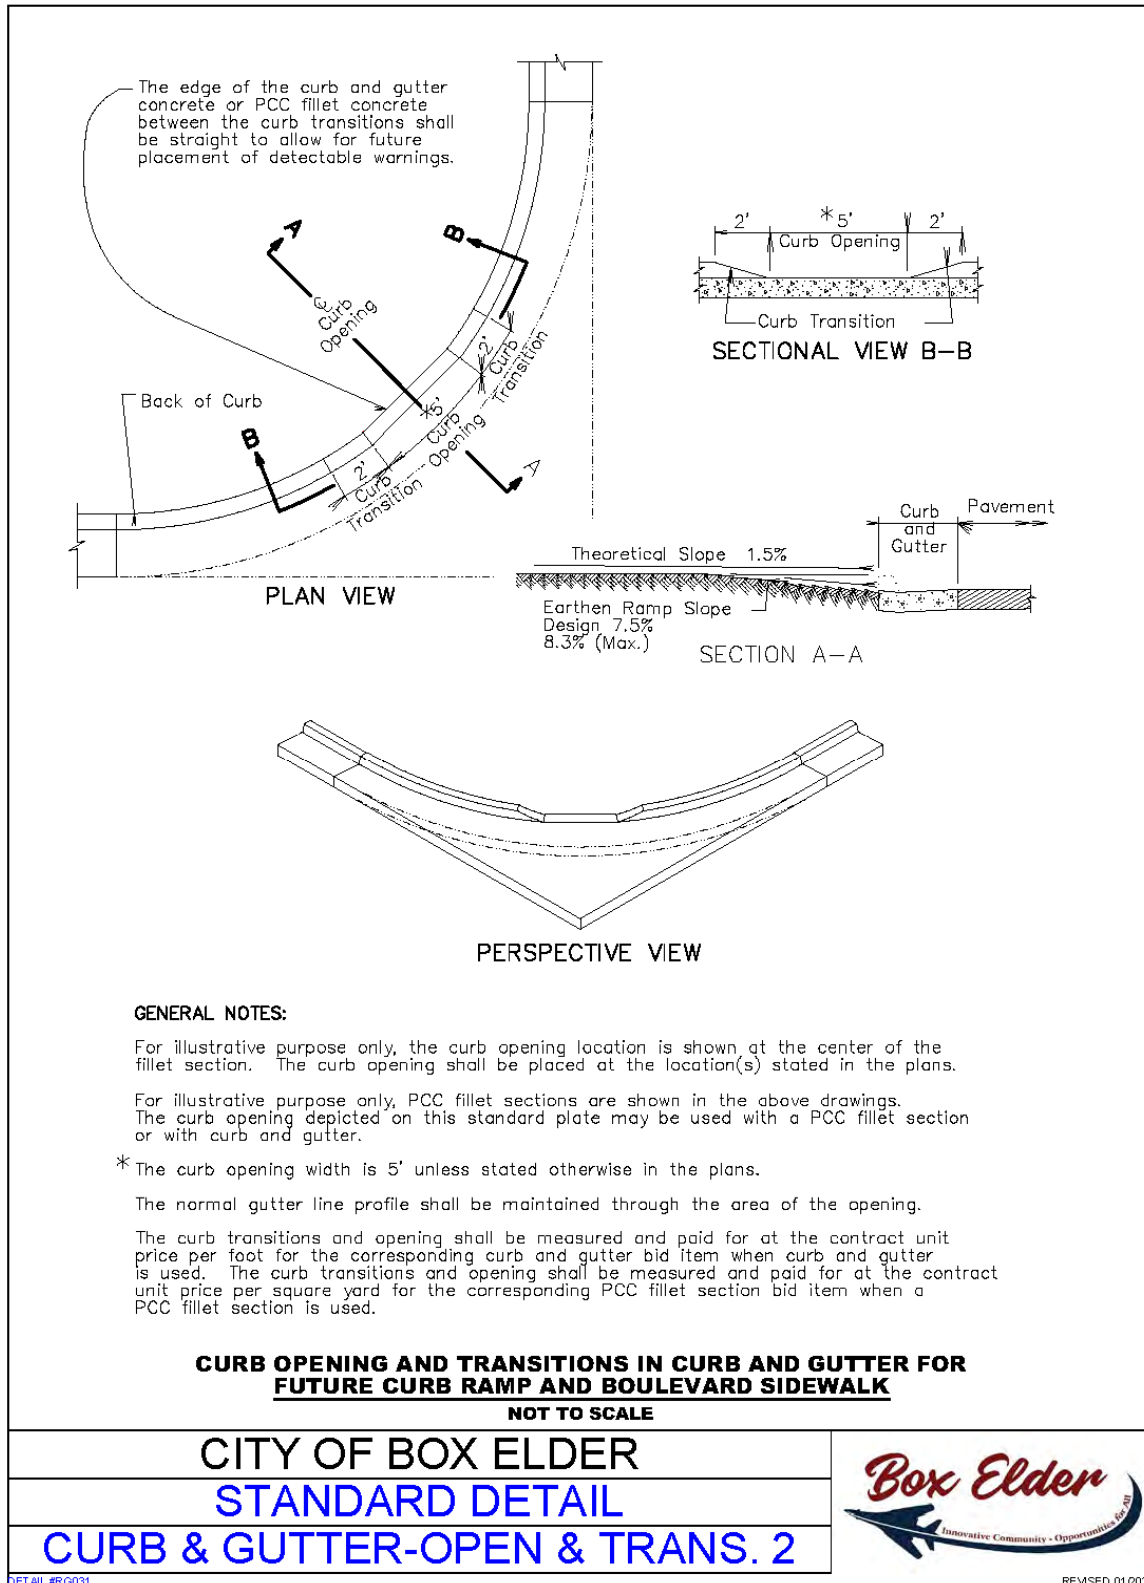 The edge of the curb and gutter
concrete or PCC fillet concrete
between the curb transitions shall
be straight to allow for future
placement of detectable warnings.
A
B
℄
Curb
Opening
2'
Curb
Transition
Back of Curb
*5'
Curb
Opening
B
2'
Curb
Transition
A
PLAN VIEW
2' *5' 2'
Curb Opening
Curb Transition
SECTIONAL VIEW B-B
Curb
and
Gutter
Pavement
Theoretical Slope 1.5%
Earthen Ramp Slope
Design 7.5%
8.3% (Max.)
SECTION A-A
PERSPECTIVE VIEW
GENERAL NOTES:
For illustrative purpose only, the curb opening location is shown at the center of the
fillet section. The curb opening shall be placed at the location(s) stated in the plans.
For illustrative purpose only, PCC fillet sections are shown in the above drawings.
The curb opening depicted on this standard plate may be used with a PCC fillet section
or with curb and gutter.
* The curb opening width is 5' unless stated otherwise in the plans.
The normal gutter line profile shall be maintained through the area of the opening.
The curb transitions and opening shall be measured and paid for at the contract unit
price per foot for the corresponding curb and gutter bid item when curb and gutter
is used. The curb transitions and opening shall be measured and paid for at the contract
unit price per square yard for the corresponding PCC fillet section bid item when a
PCC fillet section is used.
CURB OPENING AND TRANSITIONS IN CURB AND GUTTER FOR
FUTURE CURB RAMP AND BOULEVARD SIDEWALK
NOT TO SCALE
CITY OF BOX ELDER
STANDARD DETAIL
CURB & GUTTER-OPEN & TRANS. 2
Box Elder
Innovative Community - Opportunities for All
DETAIL #RG031
REVISED